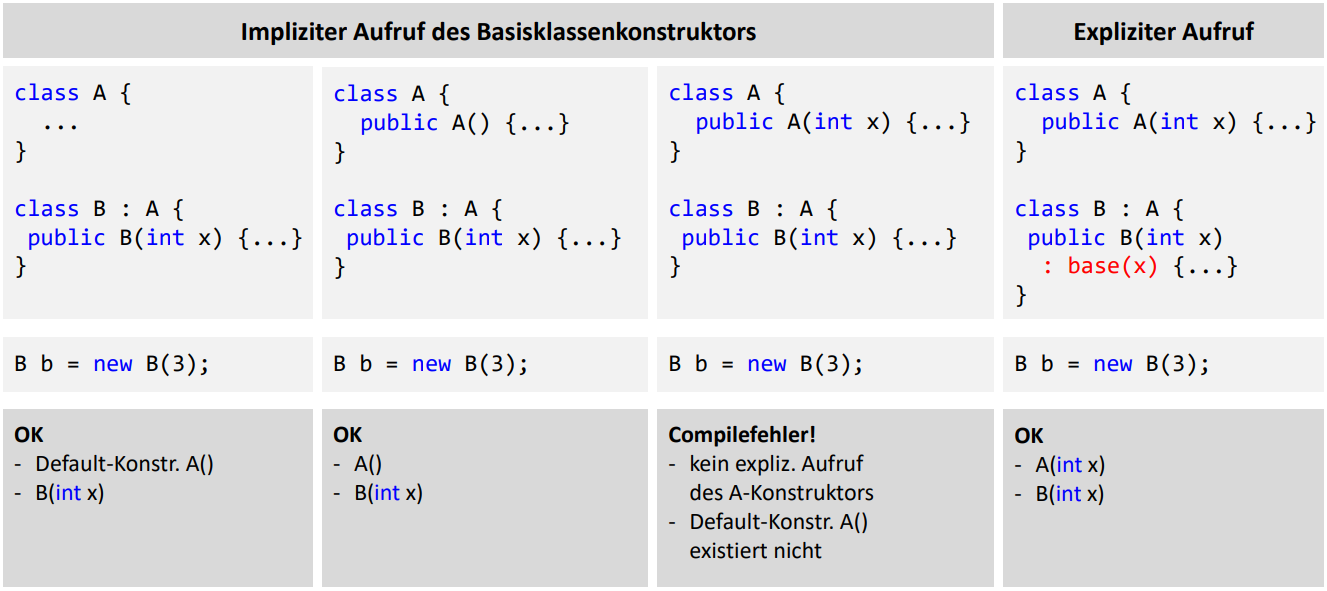 Impliziter Aufruf des Basisklassenkonstruktors
Expliziter Aufruf
class A {
...
}
class B : A {
public B(int x) {...}
}
class A {
public A() {...}
}
class B : A {
public B(int x) {...}
}
class A {
public A(int x) {...}
}
class B : A {
public B(int x) {...}
}
class A {
public A(int x) {...}
}
class B : A {
public B(int x)
: base(x) {...}
}
B b = new B(3);
B b = new B(3);
B b = new B(3);
B b = new B(3);
OK
- Default-Konstr. A()
- B(int x)
OK
- A()
- B(int x)
Compilefehler!
- kein expliz. Aufruf
des A-Konstruktors
- Default-Konstr. A()
existiert nicht
OK
- A(int x)
- B(int x)